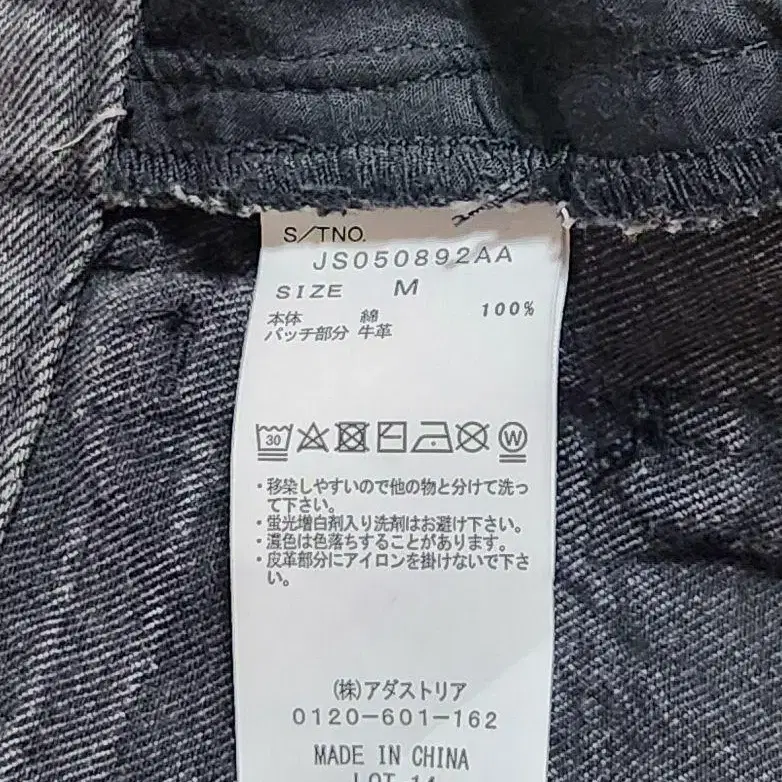 S/TNO.
JS050892AA
SIZE M
本体 綿 100%
パッチ部分 牛革
30 W
・移染しやすいので他の物と分けて洗っ
て下さい。
・蛍光増白剤入り洗剤はお避け下さい。
・濃色は色落ちすることがあります。
・皮革部分にアイロンを掛けないで下さ
い。
(株)アダストリア
0120-601-162
MADE IN CHINA
LOT 14